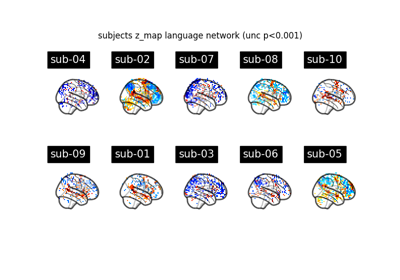 subjects z_map language network (unc p<0.001)
sub-04 sub-02 sub-07 sub-08 sub-10
sub-09 sub-01 sub-03 sub-06 sub-05